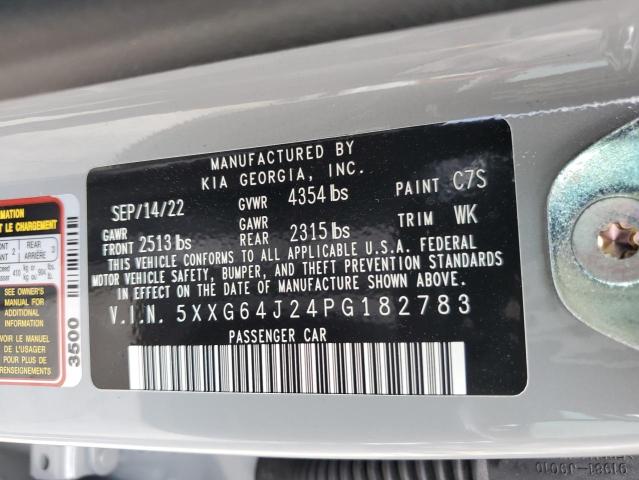 MANUFACTURED BY
KIA GEORGIA, INC.
SEP/14/22 GVWR 4354 lbs PAINT C7S
GAWR FRONT 2513 lbs GAWR REAR 2315 lbs TRIM WK
THIS VEHICLE CONFORMS TO ALL APPLICABLE U.S.A. FEDERAL
MOTOR VEHICLE SAFETY, BUMPER, AND THEFT PREVENTION STANDARDS
IN EFFECT ON THE DATE OF MANUFACTURE SHOWN ABOVE.
V.I.N. 5XXG64J24PG182783
PASSENGER CAR
LE CHARGEMENT
REAR
ARRIÈRE
SEE OWNER'S
MANUAL FOR
ADDITIONAL
INFORMATION
VOIR LE MANUEL
DE L'USAGER
POUR PLUS DE
RENSEIGNEMENTS
3500